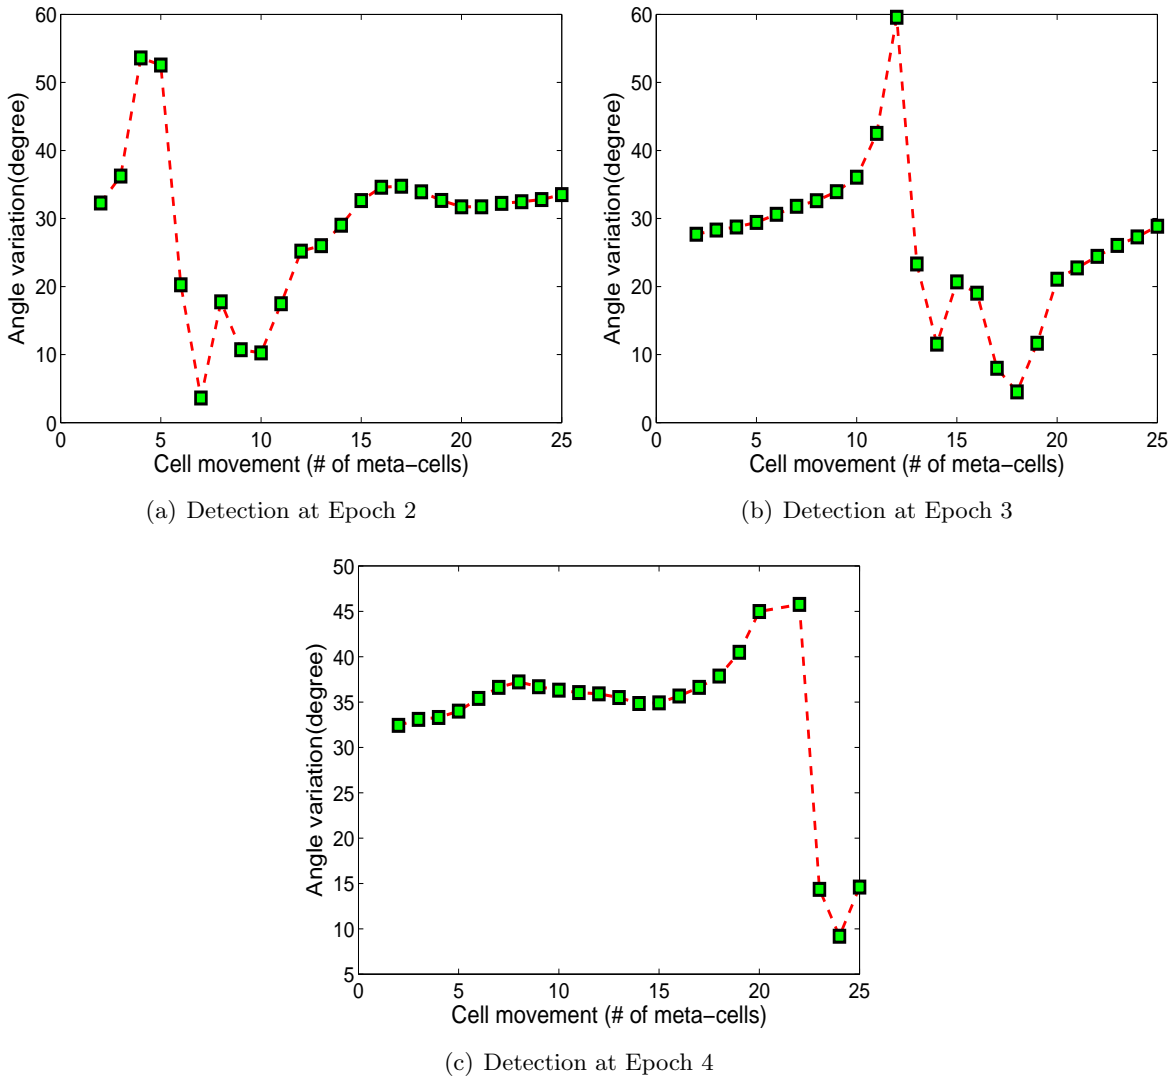 60
50
40
30
20
10
0
0 5 10 15 20 25
Angle variation(degree)
Cell movement (# of meta−cells)
(a) Detection at Epoch 2
60
50
40
30
20
10
0
0 5 10 15 20 25
Angle variation(degree)
Cell movement (# of meta−cells)
(b) Detection at Epoch 3
50
45
40
35
30
25
20
15
10
5
0 5 10 15 20 25
Angle variation(degree)
Cell movement (# of meta−cells)
(c) Detection at Epoch 4